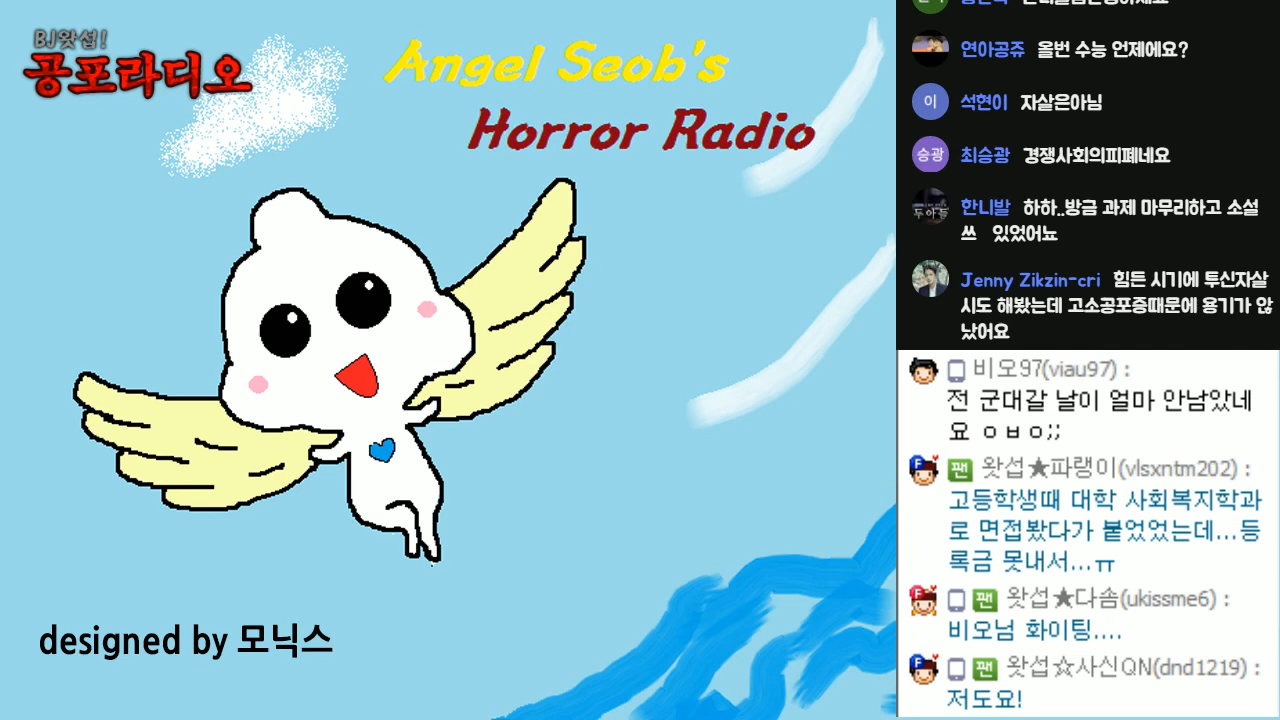 BJ왓섭!
공포라디오
Angel Seob's
Horror Radio
designed by 모닉스
연아공쥬 올번 수능 언제에요?
이 석현이 자살은아님
승광 최승광 경쟁사회의피폐네요
두아들
한니발 하하..방금 과제 마무리하고 소설
쓰 있었어뇨
Jenny Zikzin-cri 힘든 시기에 투신자살
시도 해봤는데 고소공포증때문에 용기가 않
났어요
비오97(viau97) :
전 군대갈 날이 얼마 안남았네
요 ㅇㅂㅇ;;
팬 왓섭★파랭이(vlsxntm202) :
고등학생때 대학 사회복지학과
로 면접봤다가 붙었었는데...등
록금 못내서...ㅠ
팬 왓섭★다솜(ukissme6) :
비오넘 화이팅....
팬 왓섭☆사신QN(dnd1219) :
저도요!